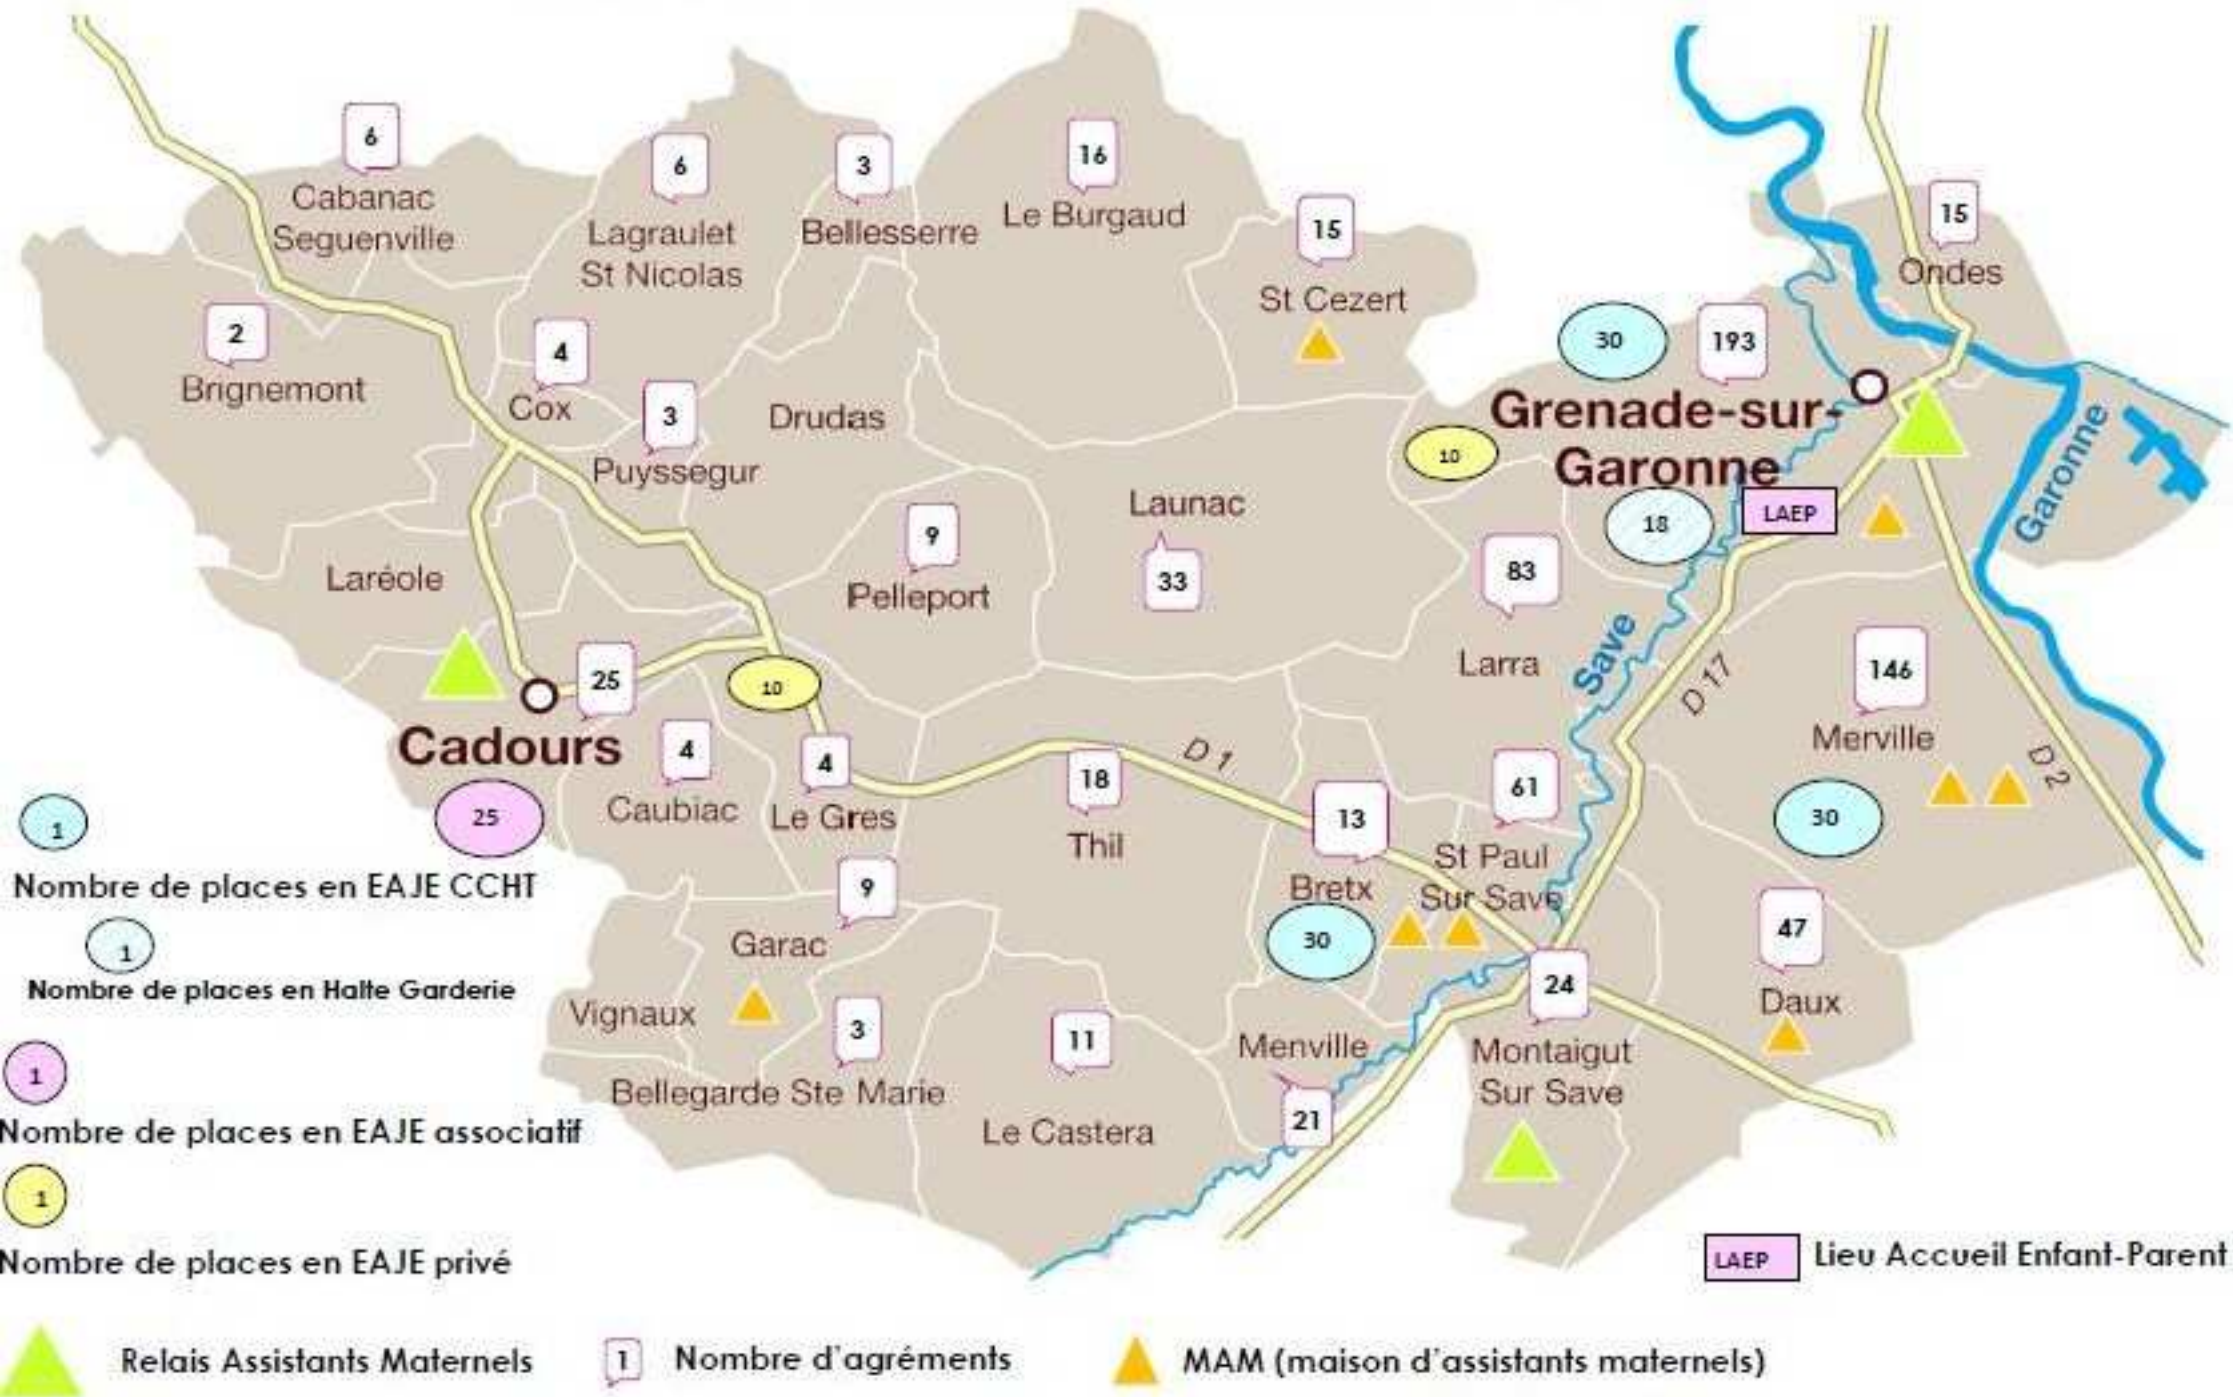 6
Cabanac
Seguenville
6
Lagraulet
St Nicolas
3
Bellesserre
16
Le Burgaud
15
St Cezert
15
Ondes
2
Brignemont
4
Cox
3
Puyssegur
Drudas
30
193
Grenade-sur-
Garonne
10
18
LAEP
Garonne
Launac
33
9
Pelleport
83
Larra
Save
D 17
146
Merville
D 2
30
Laréole
25
Cadours
25
10
4
Caubiac
4
Le Gres
18
Thil
D 1
13
Bretx
30
61
St Paul
Sur Save
47
Daux
24
Montaigut
Sur Save
9
Garac
Vignaux
3
Bellegarde Ste Marie
11
Le Castera
Menville
21
1
Nombre de places en EAJE CCHT
1
Nombre de places en Halte Garderie
1
Nombre de places en EAJE associatif
1
Nombre de places en EAJE privé
LAEP Lieu Accueil Enfant-Parent
Relais Assistants Maternels
1 Nombre d'agréments
MAM (maison d'assistants maternels)